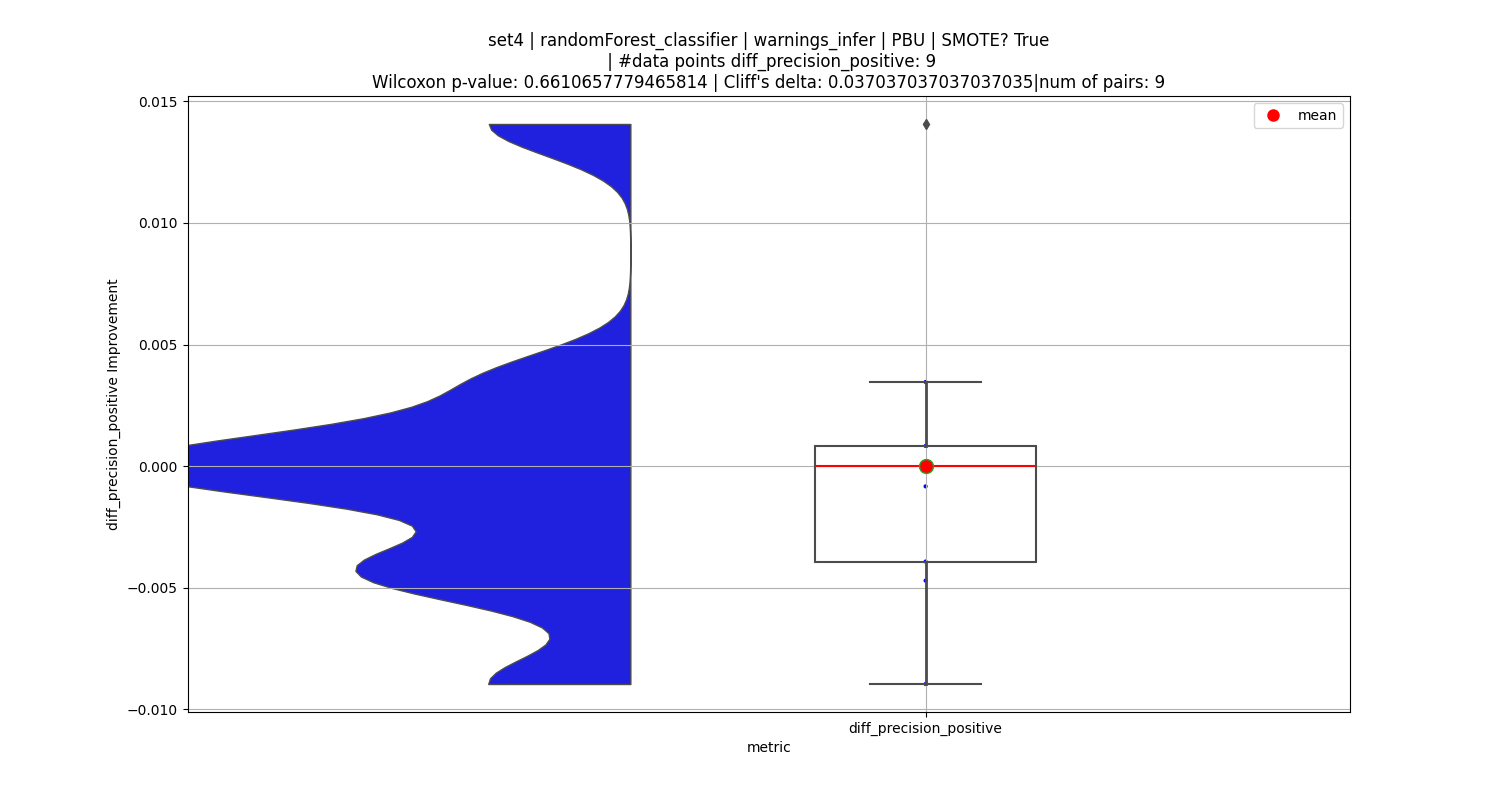 set4 | randomForest_classifier | warnings_infer | PBU | SMOTE? True
| #data points diff_precision_positive: 9
Wilcoxon p-value: 0.6610657779465814 | Cliff's delta: 0.037037037037037035|num of pairs: 9
mean
0.015
0.010
0.005
0.000
−0.005
−0.010
diff_precision_positive Improvement
diff_precision_positive
metric